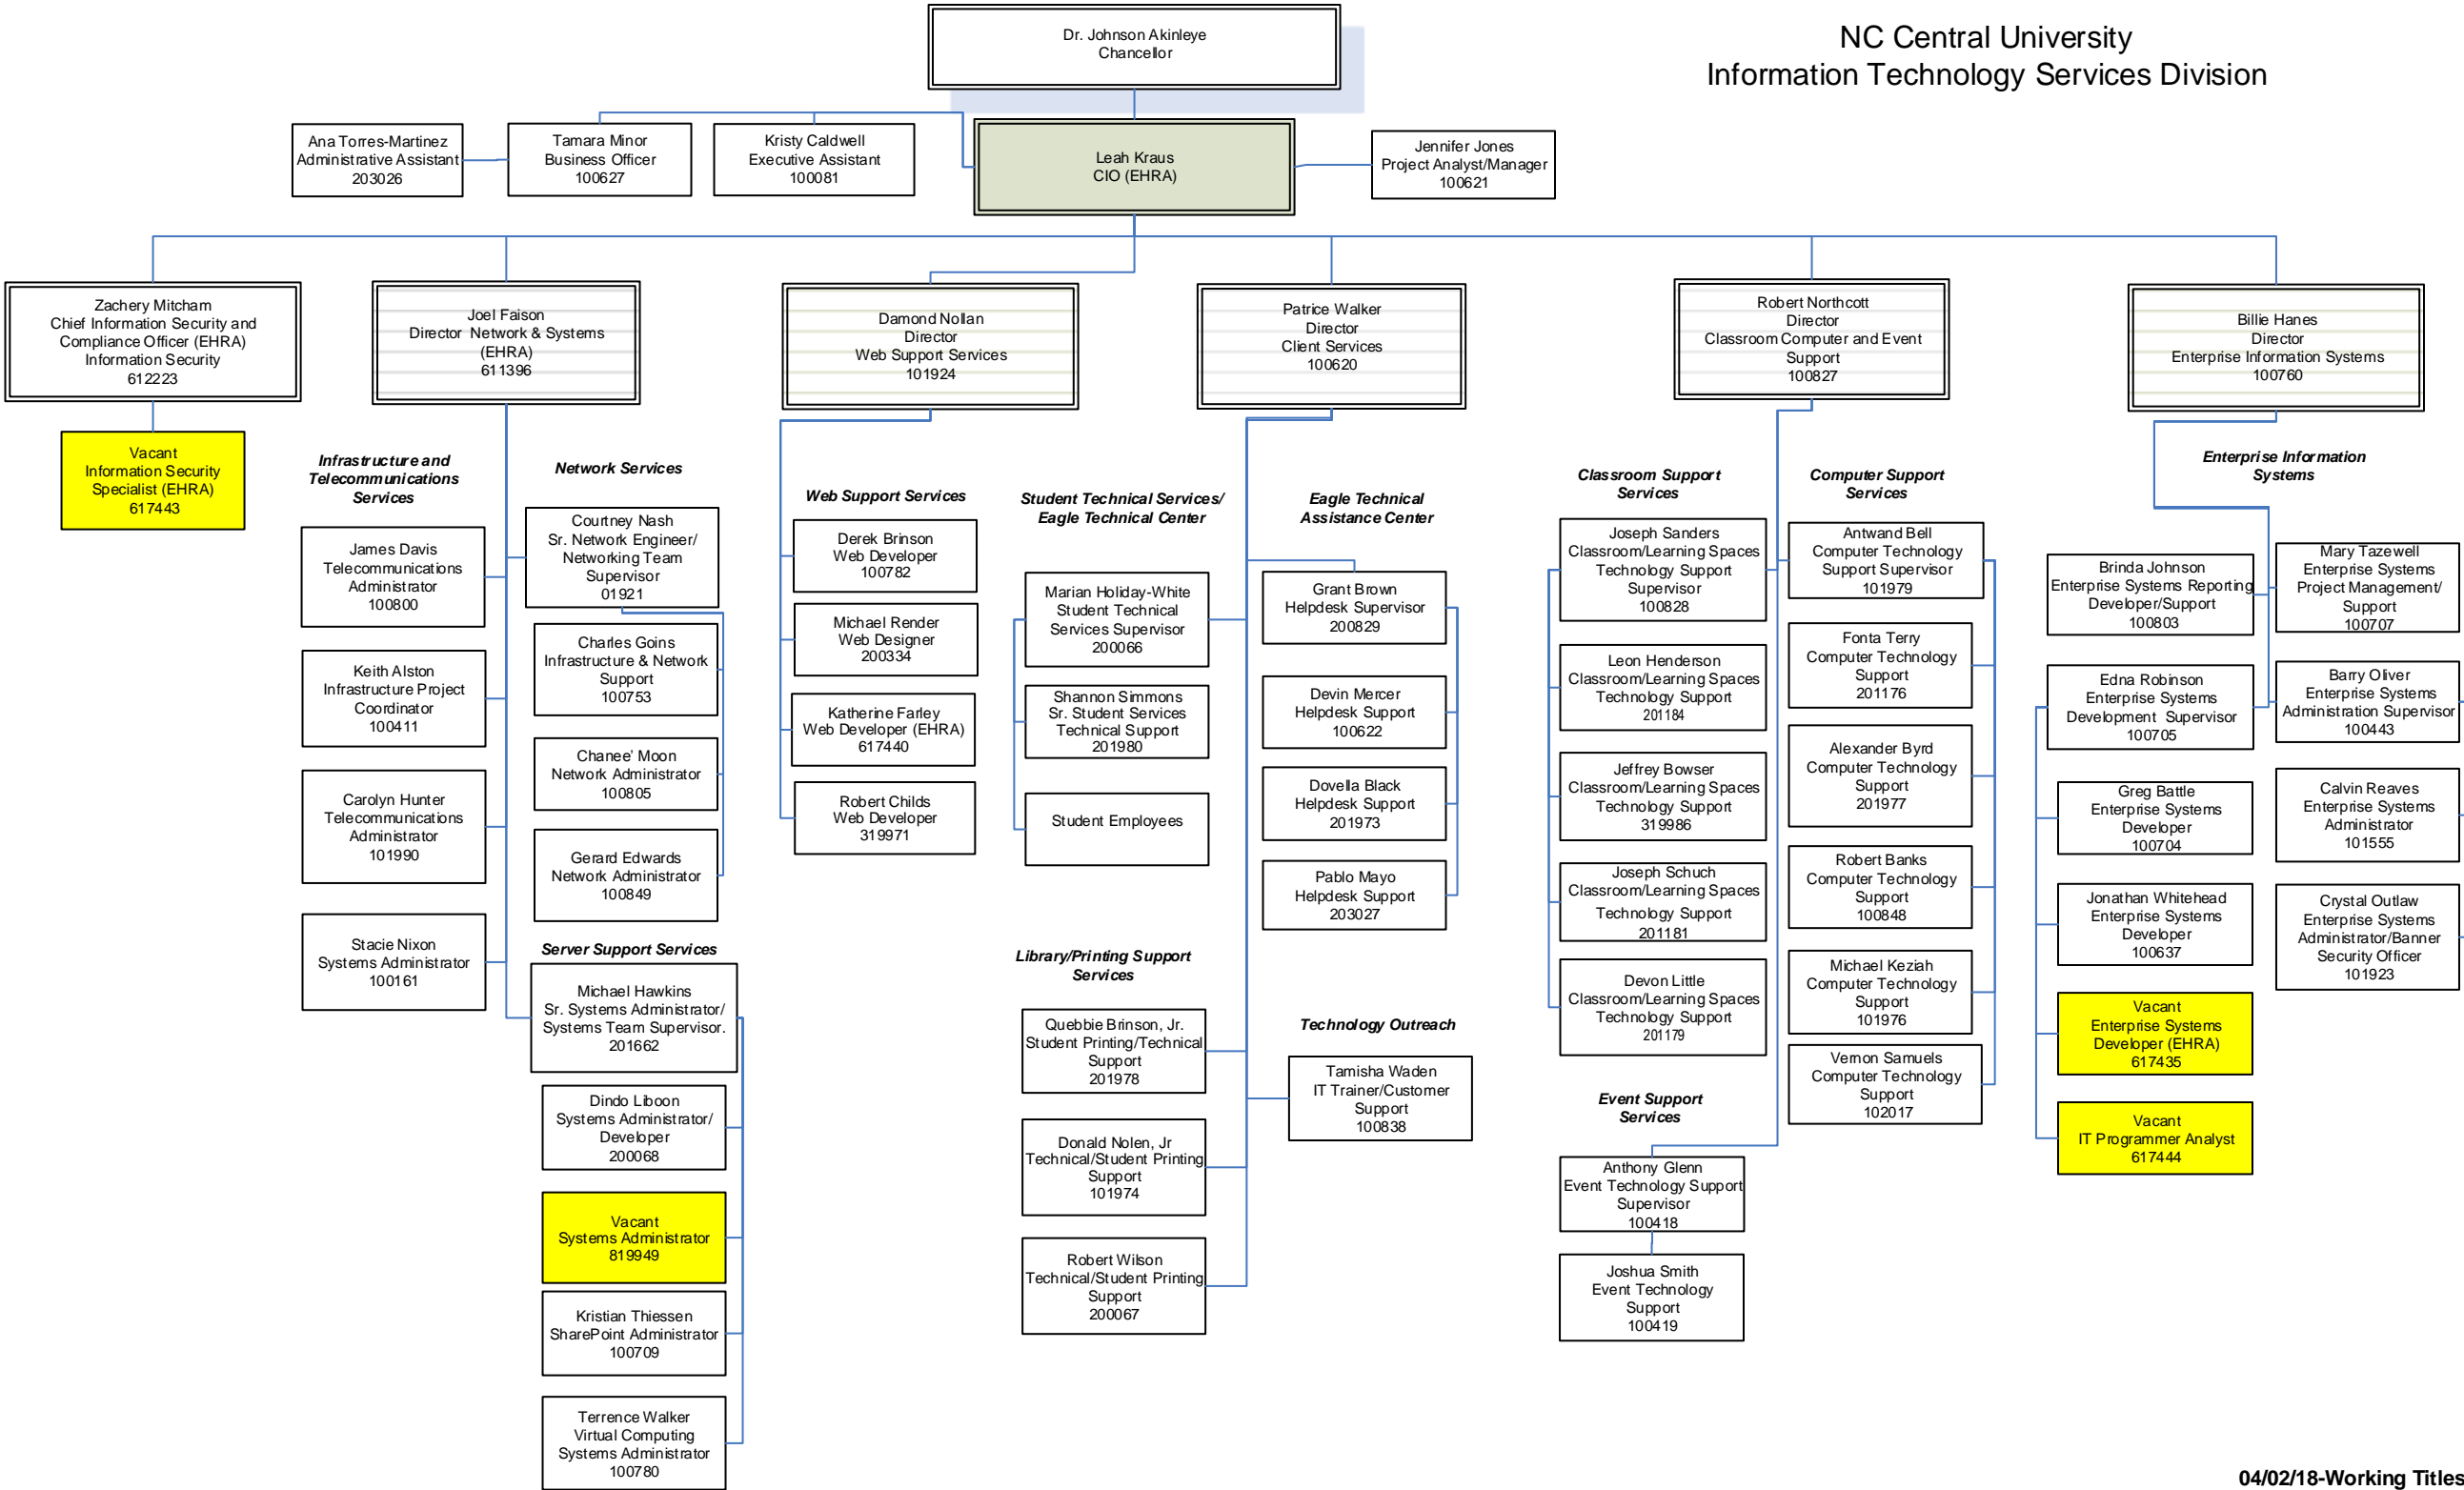 NC Central University
Information Technology Services Division
Dr. Johnson Akinleye
Chancellor
Ana Torres-Martinez
Administrative Assistant
203026
Tamara Minor
Business Officer
100627
Kristy Caldwell
Executive Assistant
100081
Leah Kraus
CIO (EHRA)
Jennifer Jones
Project Analyst/Manager
100621
Zachery Mitcham
Chief Information Security and
Compliance Officer (EHRA)
Information Security
612223
Joel Faison
Director Network & Systems
(EHRA)
611396
Damond Nollan
Director
Web Support Services
101924
Patrice Walker
Director
Client Services
100620
Robert Northcott
Director
Classroom Computer and Event
Support
100827
Billie Hanes
Director
Enterprise Information Systems
100760
Vacant
Information Security
Specialist (EHRA)
617443
Infrastructure and
Telecommunications
Services
James Davis
Telecommunications
Administrator
100800
Keith Alston
Infrastructure Project
Coordinator
100411
Carolyn Hunter
Telecommunications
Administrator
101990
Stacie Nixon
Systems Administrator
100161
Network Services
Courtney Nash
Sr. Network Engineer/
Networking Team
Supervisor
01921
Charles Goins
Infrastructure & Network
Support
100753
Chanee' Moon
Network Administrator
100805
Gerard Edwards
Network Administrator
100849
Server Support Services
Michael Hawkins
Sr. Systems Administrator/
Systems Team Supervisor.
201662
Dindo Liboon
Systems Administrator/
Developer
200068
Vacant
Systems Administrator
819949
Kristian Thiessen
SharePoint Administrator
100709
Terrence Walker
Virtual Computing
Systems Administrator
100780
Web Support Services
Derek Brinson
Web Developer
100782
Michael Render
Web Designer
200334
Katherine Farley
Web Developer (EHRA)
617440
Robert Childs
Web Developer
319971
Student Technical Services/
Eagle Technical Center
Marian Holiday-White
Student Technical
Services Supervisor
200066
Shannon Simmons
Sr. Student Services
Technical Support
201980
Student Employees
Library/Printing Support
Services
Quebbie Brinson, Jr.
Student Printing/Technical
Support
201978
Donald Nolen, Jr
Technical/Student Printing
Support
101974
Robert Wilson
Technical/Student Printing
Support
200067
Eagle Technical
Assistance Center
Grant Brown
Helpdesk Supervisor
200829
Devin Mercer
Helpdesk Support
100622
Dovella Black
Helpdesk Support
201973
Pablo Mayo
Helpdesk Support
203027
Technology Outreach
Tamisha Waden
IT Trainer/Customer
Support
100838
Classroom Support
Services
Joseph Sanders
Classroom/Learning Spaces
Technology Support
Supervisor
100828
Leon Henderson
Classroom/Learning Spaces
Technology Support
201184
Jeffrey Bowser
Classroom/Learning Spaces
Technology Support
319986
Joseph Schuch
Classroom/Learning Spaces
Technology Support
201181
Devon Little
Classroom/Learning Spaces
Technology Support
201179
Event Support
Services
Anthony Glenn
Event Technology Support
Supervisor
100418
Joshua Smith
Event Technology
Support
100419
Computer Support
Services
Antwand Bell
Computer Technology
Support Supervisor
101979
Fonta Terry
Computer Technology
Support
201176
Alexander Byrd
Computer Technology
Support
201977
Robert Banks
Computer Technology
Support
100848
Michael Keziah
Computer Technology
Support
101976
Vernon Samuels
Computer Technology
Support
102017
Enterprise Information
Systems
Brinda Johnson
Enterprise Systems Reporting
Developer/Support
100803
Edna Robinson
Enterprise Systems
Development Supervisor
100705
Greg Battle
Enterprise Systems
Developer
100704
Jonathan Whitehead
Enterprise Systems
Developer
100637
Vacant
Enterprise Systems
Developer (EHRA)
617435
Vacant
IT Programmer Analyst
617444
Mary Tazewell
Enterprise Systems
Project Management/
Support
100707
Barry Oliver
Enterprise Systems
Administration Supervisor
100443
Calvin Reaves
Enterprise Systems
Administrator
101555
Crystal Outlaw
Enterprise Systems
Administrator/Banner
Security Officer
101923
04/02/18-Working Titles